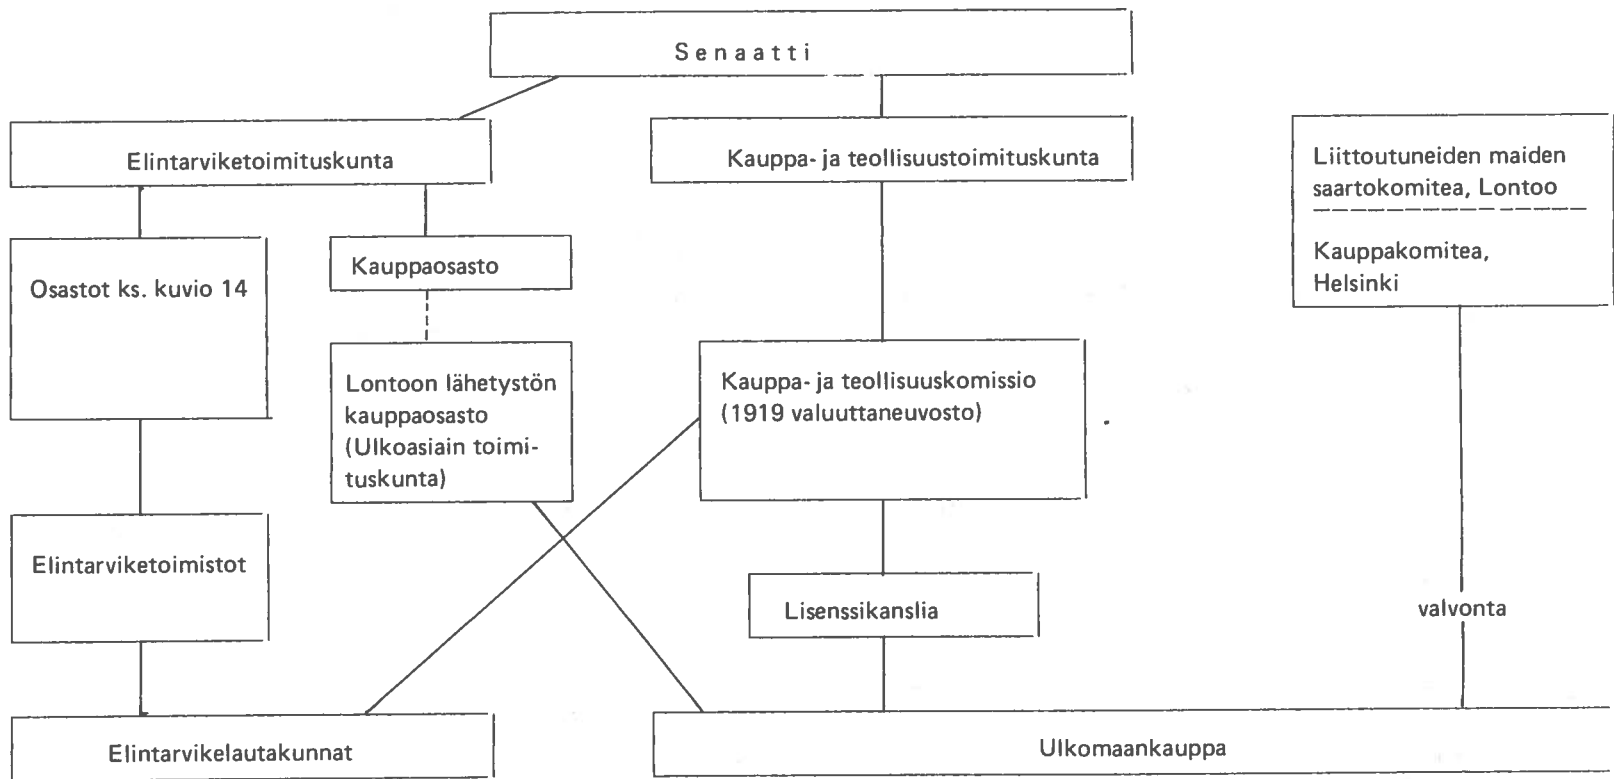 Senaatti
Elintarviketoimituskunta
Kauppa- ja teollisuustoimituskunta
Liittoutuneiden maiden
saartokomitea, Lontoo
Kauppakomitea,
Helsinki
Osastot ks. kuvio 14
Kauppaosasto
Lontoon lähetystön
kauppaosasto
(Ulkoasiain toimi-
tuskunta)
Kauppa- ja teollisuuskomissio
(1919 valuuttaneuvosto)
Elintarviketoimistot
Lisenssikanslia
valvonta
Elintarvikelautakunnat
Ulkomaankauppa